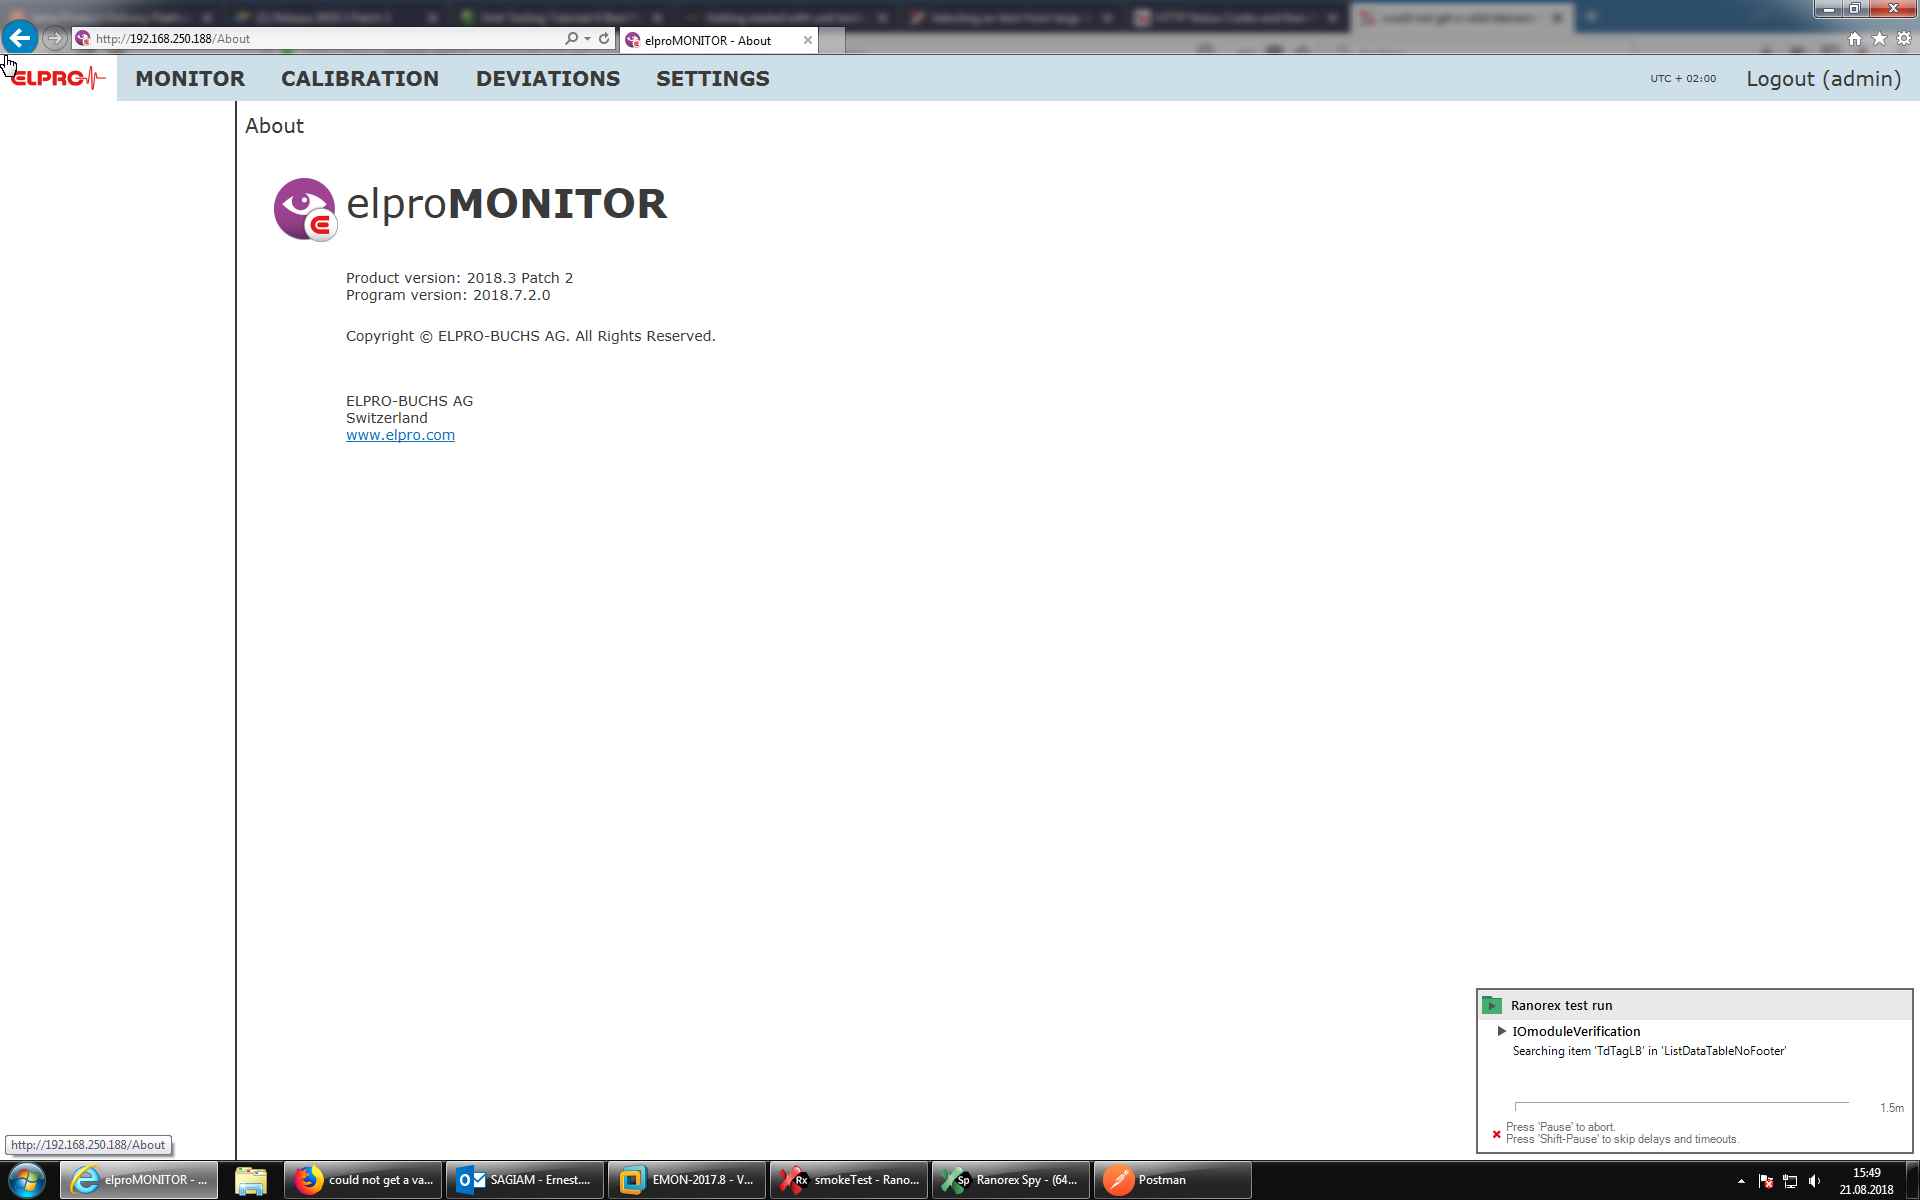 http://192.168.250.188/About
elproMONITOR - About
ELPRO
MONITOR
CALIBRATION
DEVIATIONS
SETTINGS
UTC + 02:00
Logout (admin)
About
elproMONITOR
Product version: 2018.3 Patch 2
Program version: 2018.7.2.0
Copyright © ELPRO-BUCHS AG. All Rights Reserved.
ELPRO-BUCHS AG
Switzerland
www.elpro.com
Ranorex test run
IOmoduleVerification
Searching item 'TdTagLB' in 'ListDataTableNoFooter'
1.5m
Press 'Pause' to abort.
Press 'Shift-Pause' to skip delays and timeouts.
http://192.168.250.188/About
elproMONITOR - ...
could not get a va...
SAGIAM - Ernest....
EMON-2017.8 - V...
Rx
smokeTest - Rano...
Sp
Ranorex Spy - (64...
Postman
15:49
21.08.2018